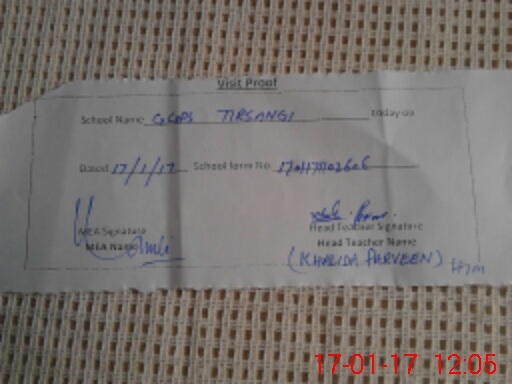 Visit Proof
School Name GGPS TIRSANGI today on
Dated 17/1/17 School form No.
MEA Signature Head Teacher Signature
MEA Name Head Teacher Name
(KHALIDA PARVEEN) H/M
17-01-17 12:05